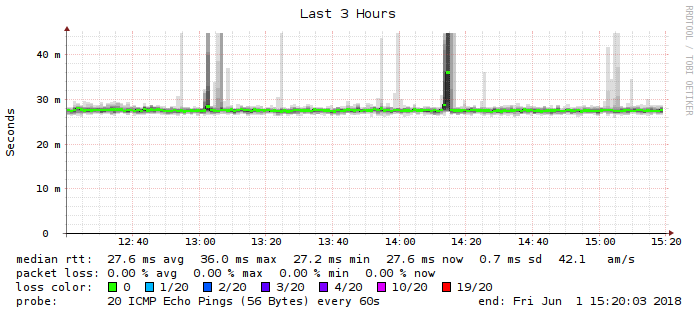 Last 3 Hours
RRDTOOL / TOBI OETIKER
Seconds
40 m
30 m
20 m
10 m
0
12:40 13:00 13:20 13:40 14:00 14:20 14:40 15:00 15:20
median rtt: 27.6 ms avg 36.0 ms max 27.2 ms min 27.6 ms now 0.7 ms sd 42.1 am/s
packet loss: 0.00 % avg 0.00 % max 0.00 % min 0.00 % now
loss color: 0 1/20 2/20 3/20 4/20 10/20 19/20
probe: 20 ICMP Echo Pings (56 Bytes) every 60s end: Fri Jun 1 15:20:03 2018